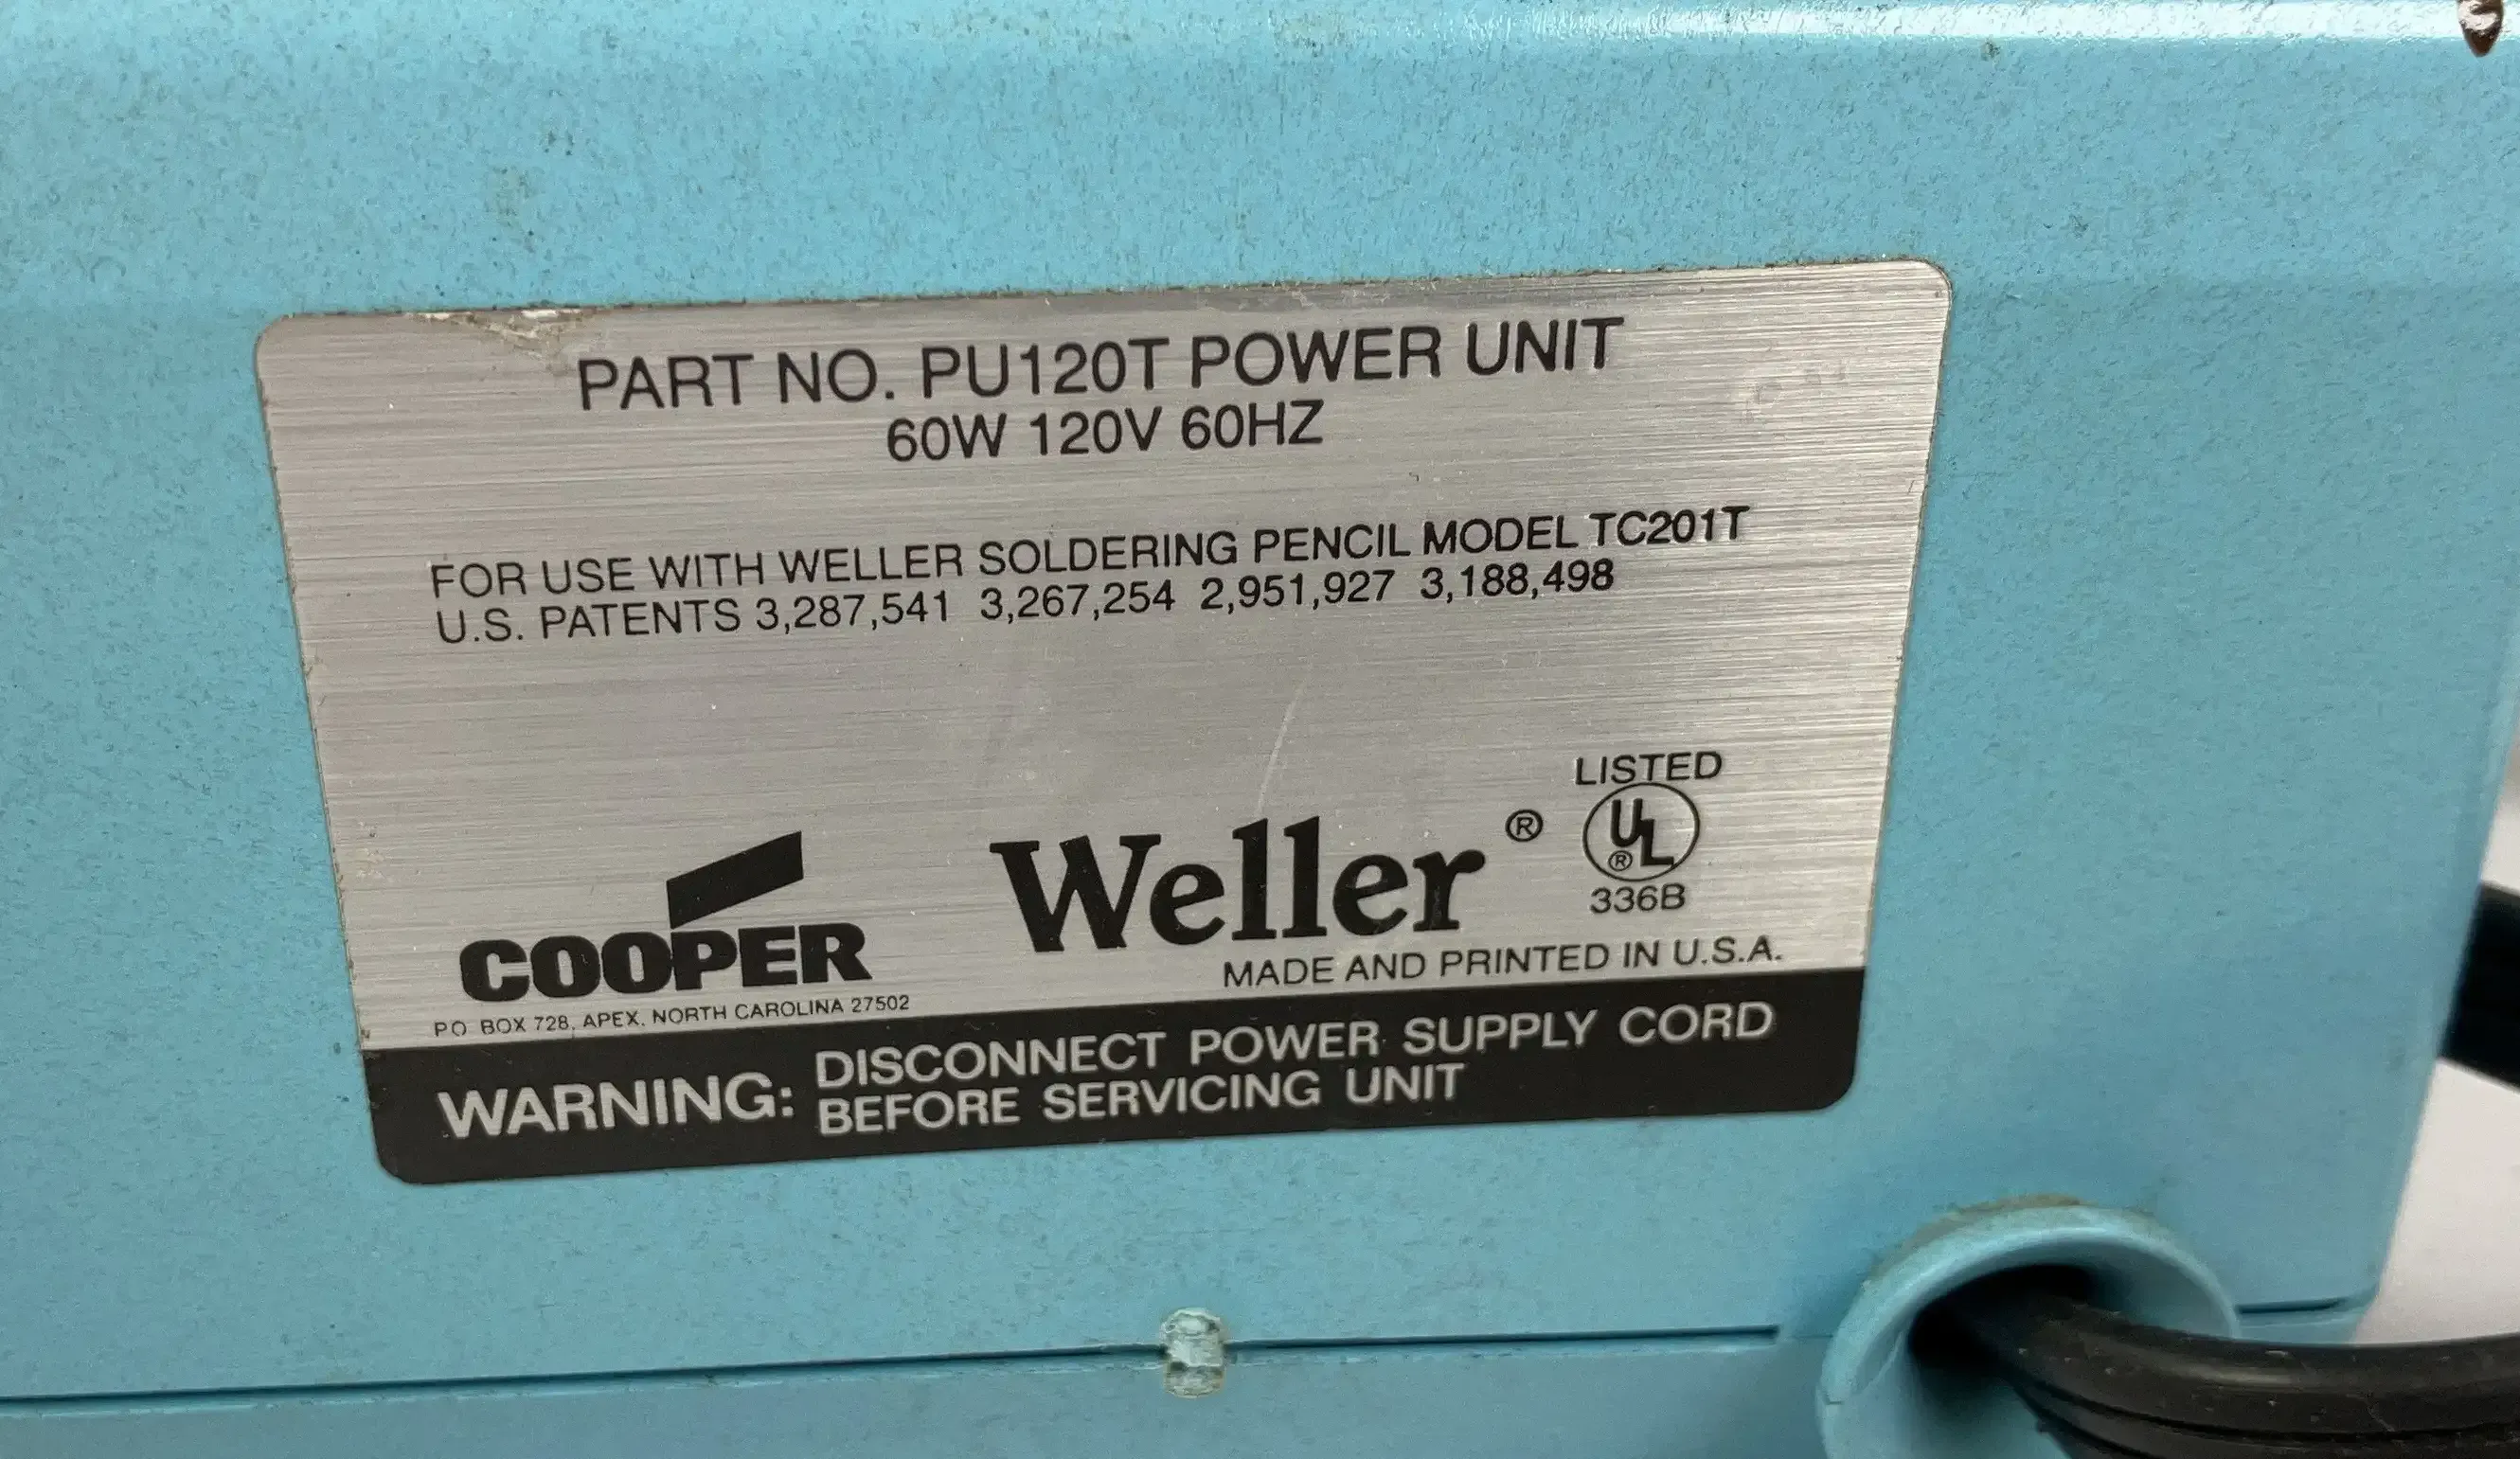 PART NO. PU120T POWER UNIT
60W 120V 60HZ
FOR USE WITH WELLER SOLDERING PENCIL MODEL TC201T
U.S. PATENTS 3,287,541 3,267,254 2,951,927 3,188,498
LISTED
UL ®
336B
COOPER
PO BOX 728, APEX. NORTH CAROLINA 27502
Weller ®
MADE AND PRINTED IN U.S.A.
WARNING: DISCONNECT POWER SUPPLY CORD
BEFORE SERVICING UNIT